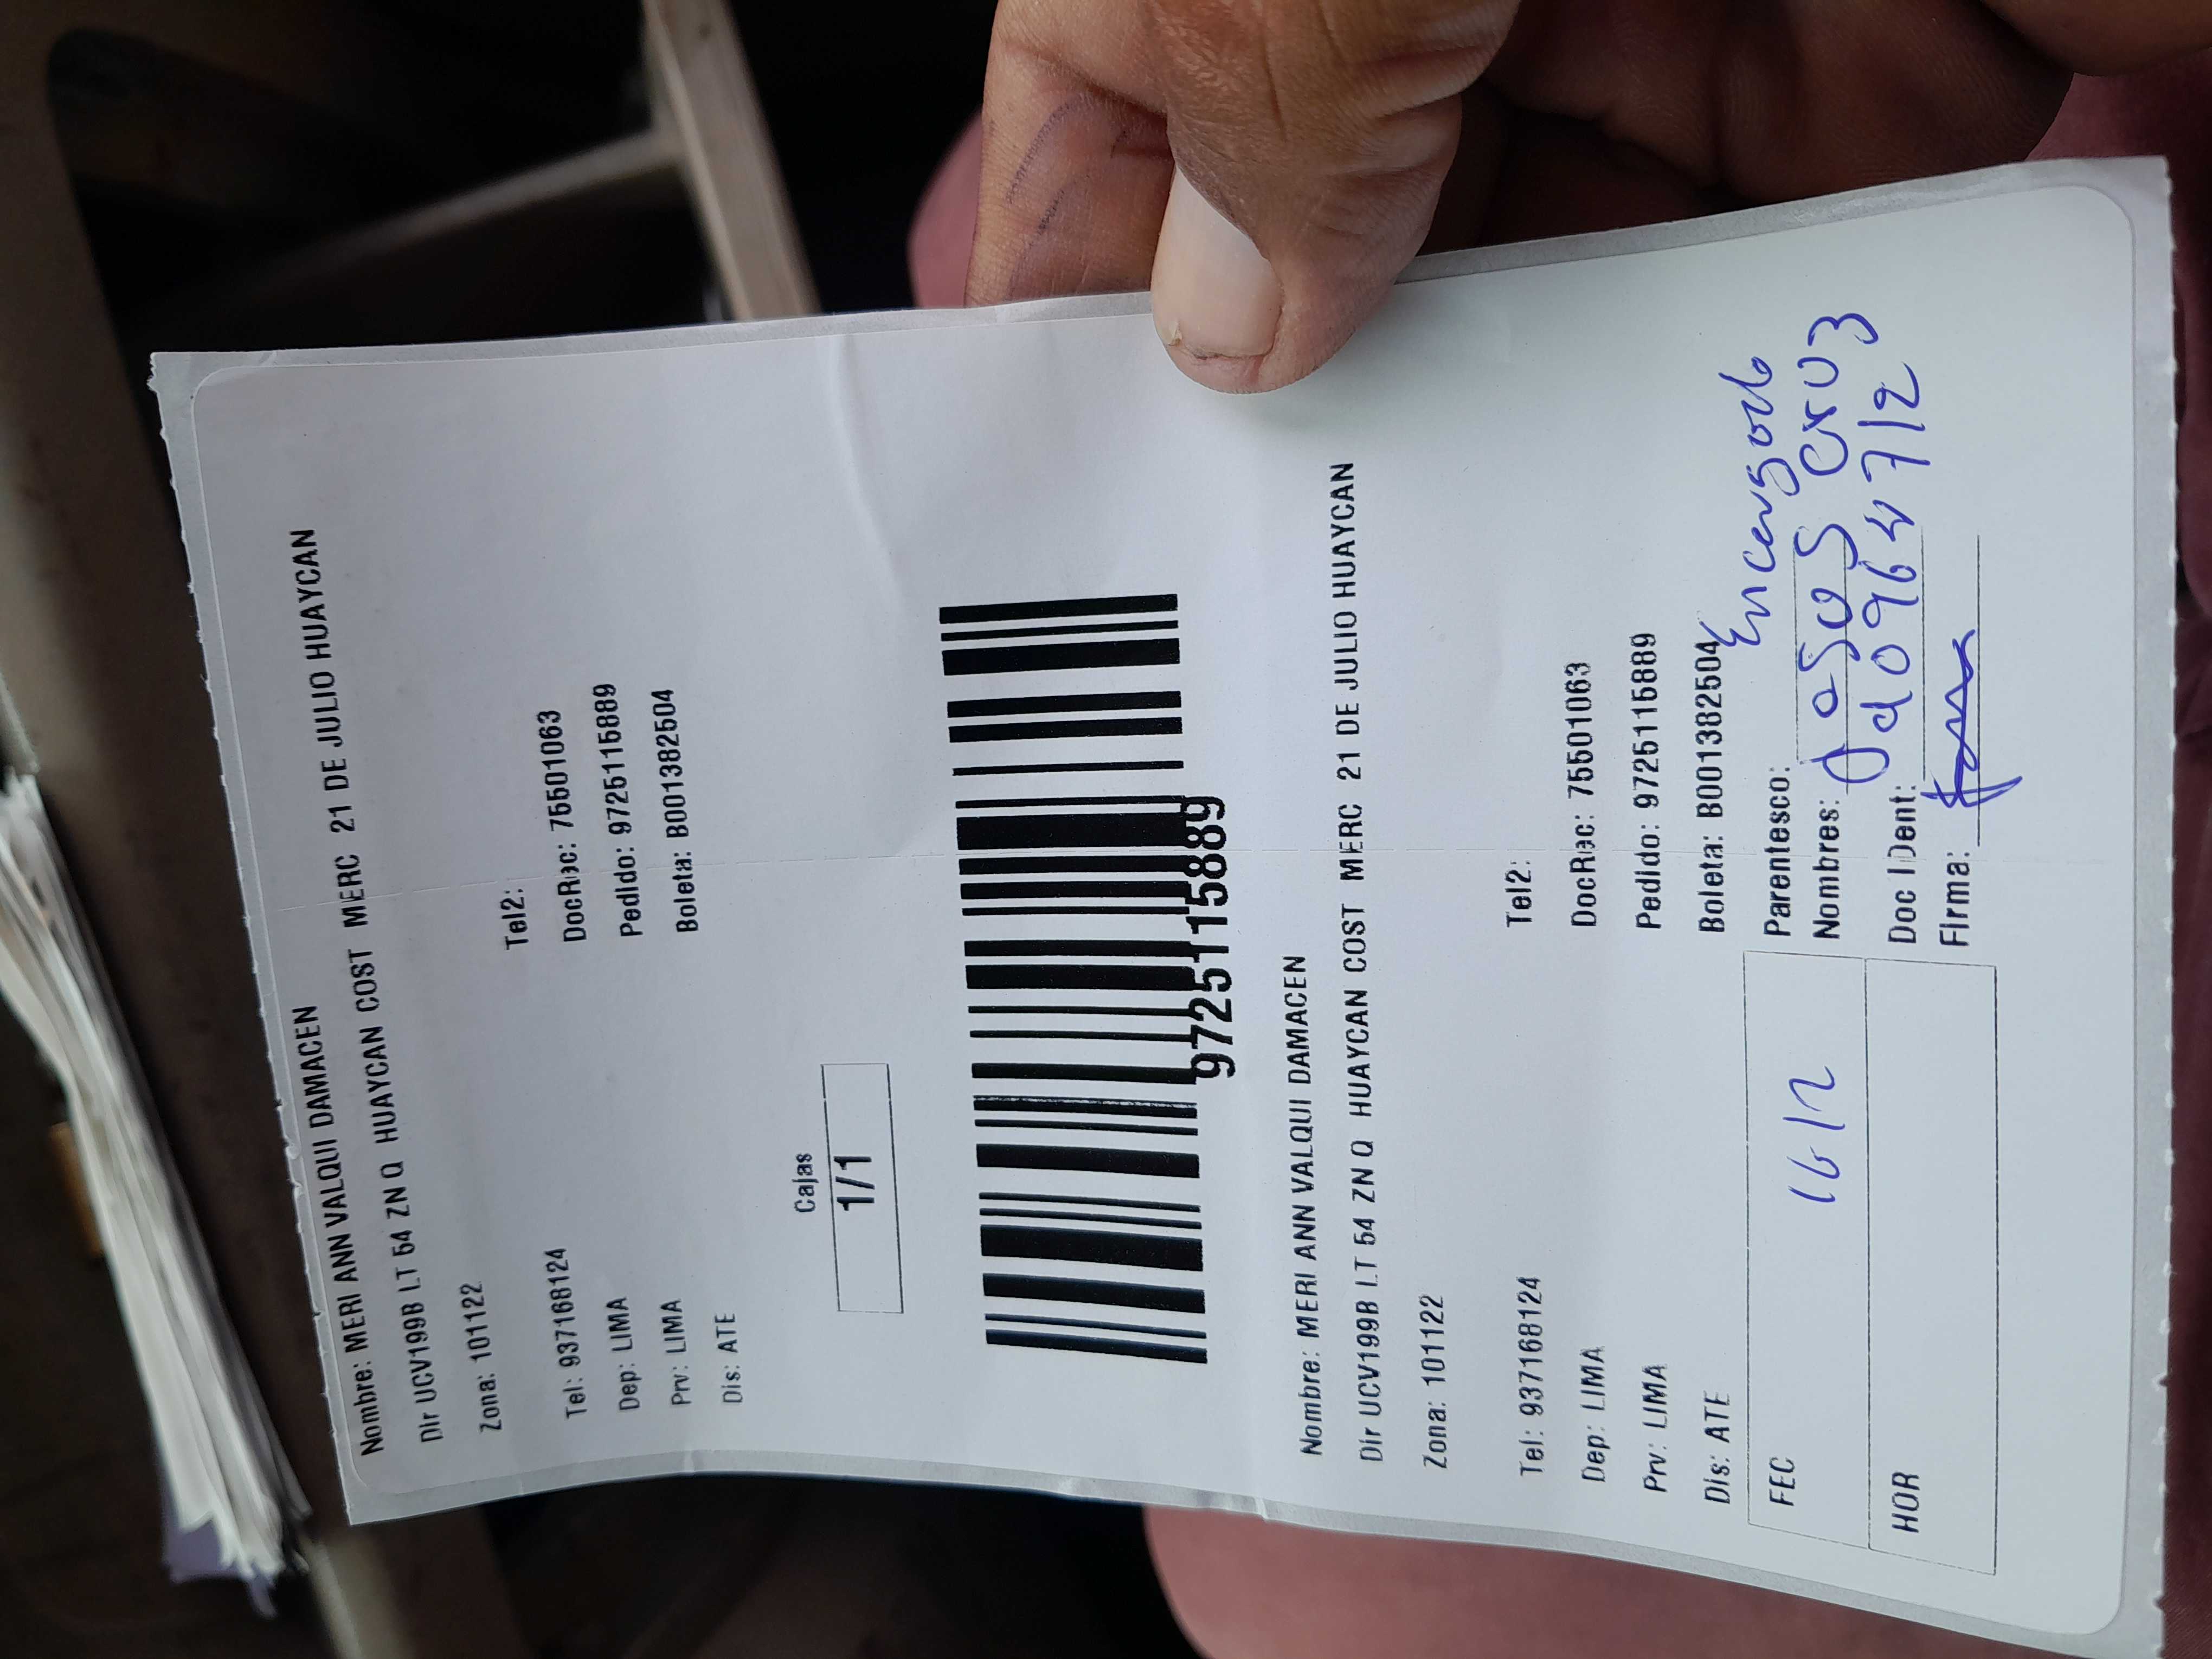 Nombre: MERI ANN VALQUI DAMACEN
Dir UCV199B LT 54 ZN Q HUAYCAN COST MERC 21 DE JULIO HUAYCAN
Zona: 101122
Tel: 937168124 Tel2:
Dep: LIMA DocRec: 75501063
Prv: LIMA Pedido: 9725115889
Dis: ATE Boleta: B001382504
Cajas
1/1
9725115889
Nombre: MERI ANN VALQUI DAMACEN
Dir UCV199B LT 54 ZN Q HUAYCAN COST MERC 21 DE JULIO HUAYCAN
Zona: 101122
Tel: 937168124 Tel2:
Dep: LIMA DocRec: 75501063
Prv: LIMA Pedido: 9725115889
Dis: ATE Boleta: B001382504
FEC 16/12 Parentesco: Encargado
Nombres: Cruz
HOR Doc IDent:
Firma: